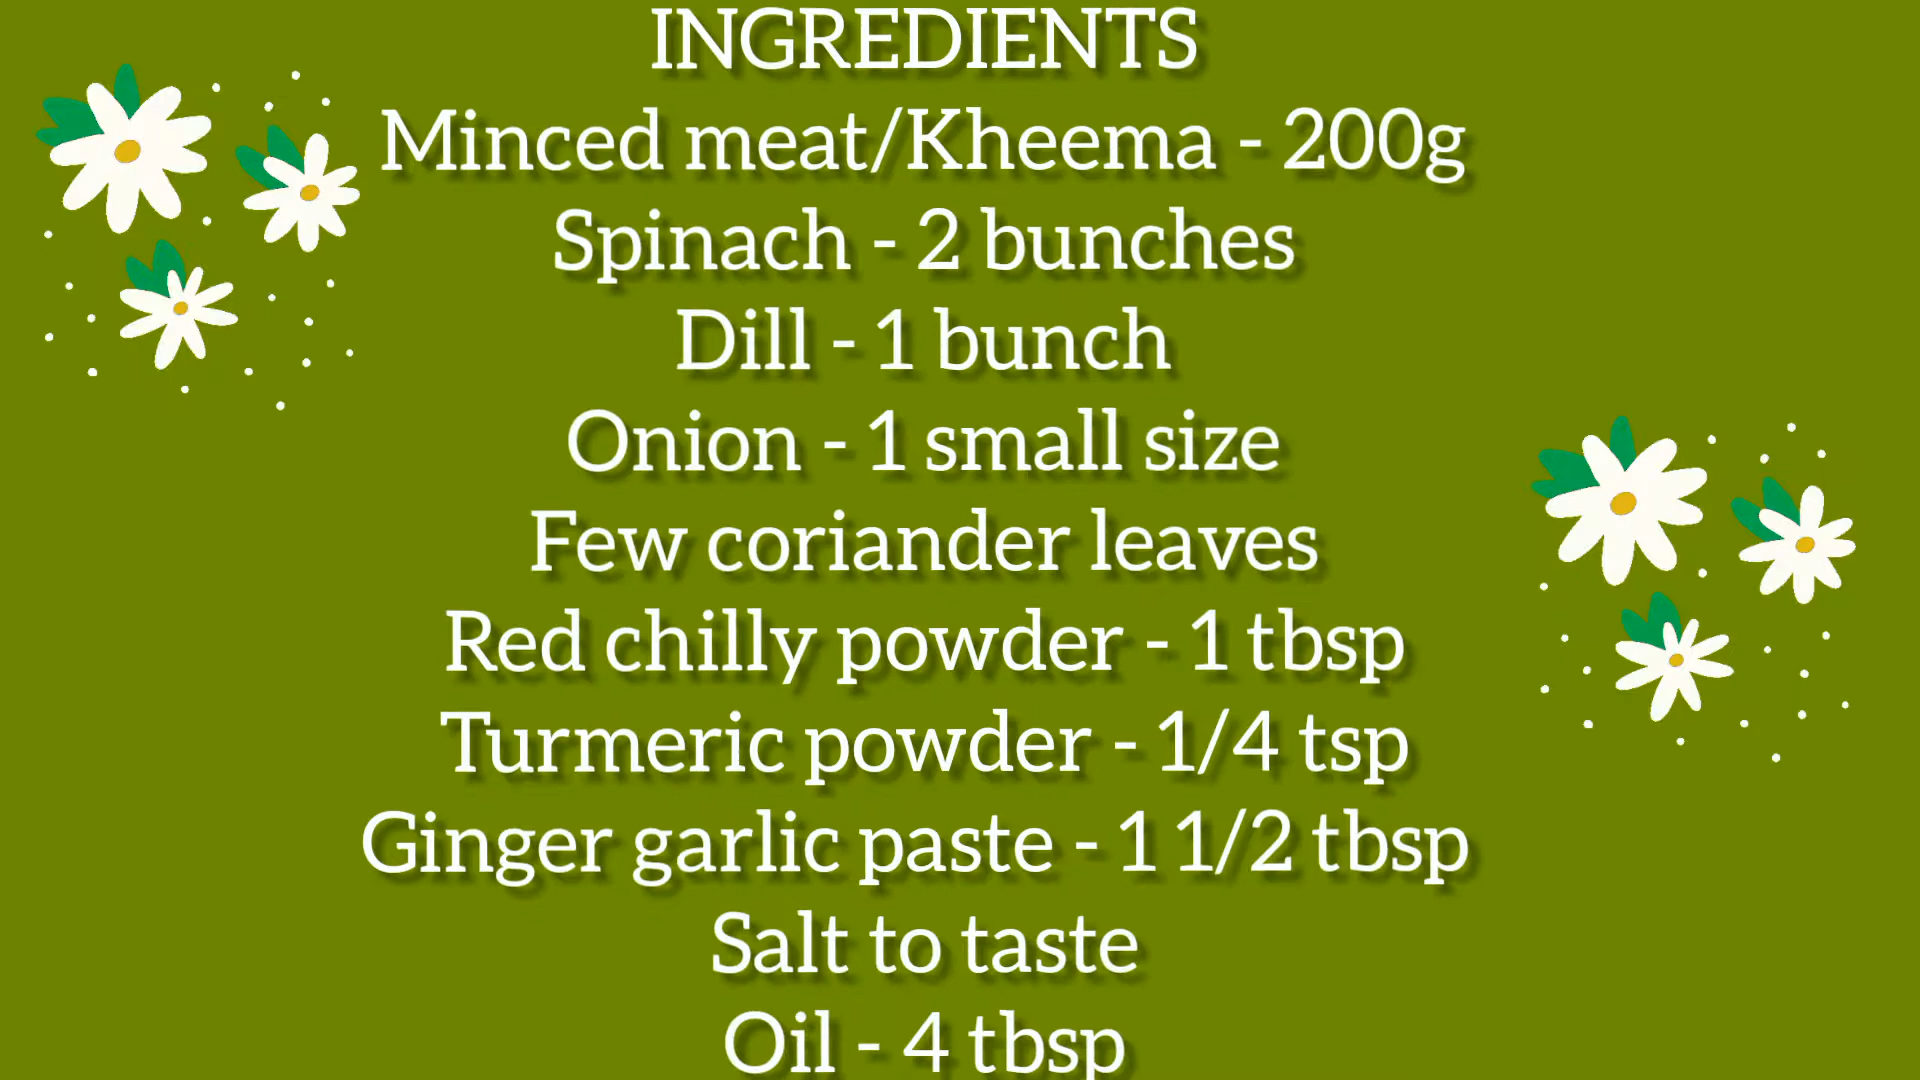 INGREDIENTS
Minced meat/Kheema - 200g
Spinach - 2 bunches
Dill - 1 bunch
Onion - 1 small size
Few coriander leaves
Red chilly powder - 1 tbsp
Turmeric powder - 1/4 tsp
Ginger garlic paste - 1 1/2 tbsp
Salt to taste
Oil - 4 tbsp